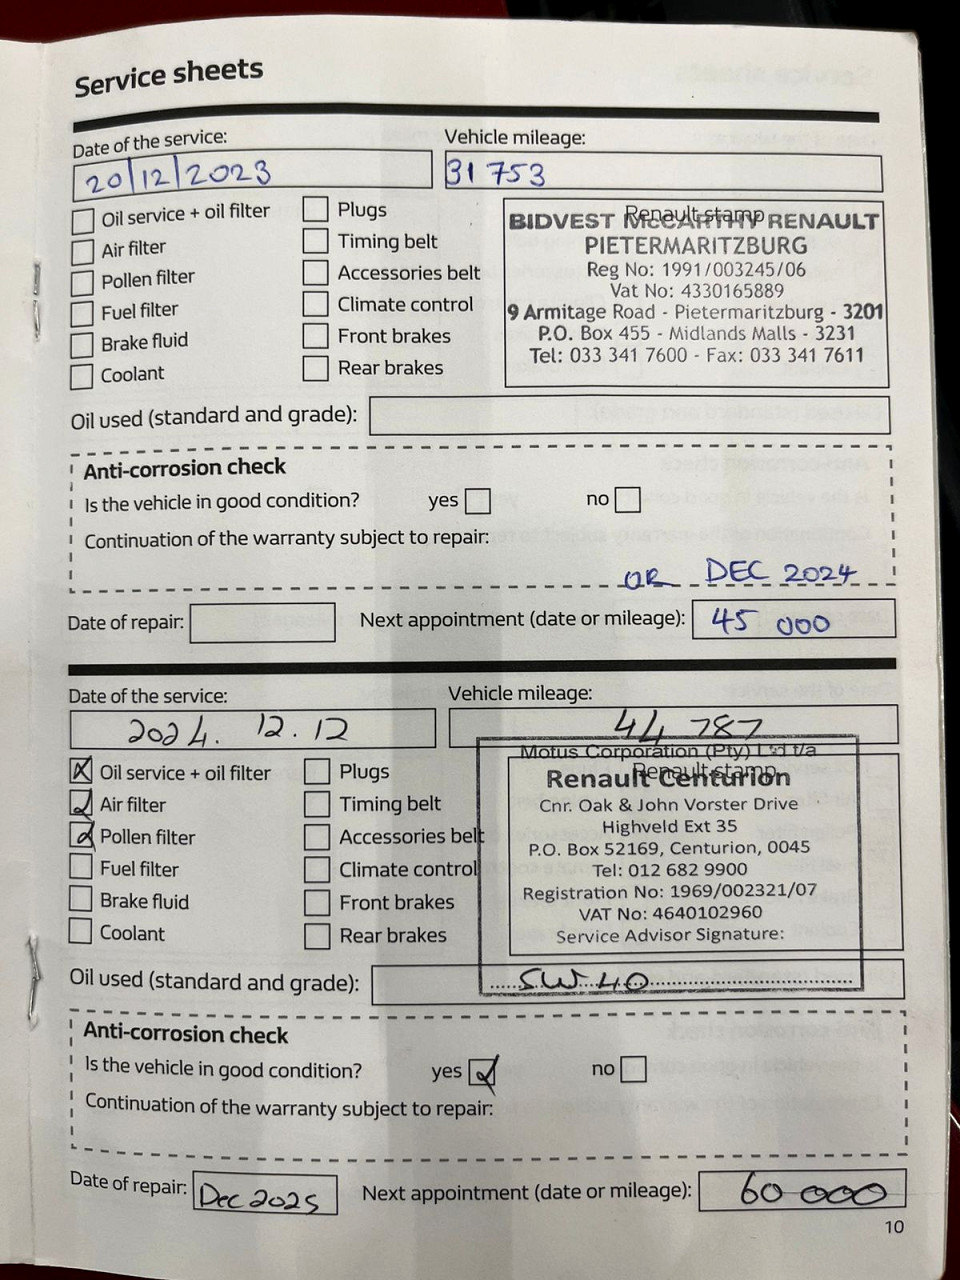 Service sheets
Date of the service: Vehicle mileage:
20/12/2023 31 753
Oil service + oil filter Plugs
Air filter Timing belt
Pollen filter Accessories belt
Fuel filter Climate control
Brake fluid Front brakes
Coolant Rear brakes
Renault stamp
BIDVEST McCARTHY RENAULT
PIETERMARITZBURG
Reg No: 1991/003245/06
Vat No: 4330165889
9 Armitage Road - Pietermaritzburg - 3201
P.O. Box 455 - Midlands Malls - 3231
Tel: 033 341 7600 - Fax: 033 341 7611
Oil used (standard and grade):
Anti-corrosion check
Is the vehicle in good condition? yes no
Continuation of the warranty subject to repair:
OR DEC 2024
Date of repair: Next appointment (date or mileage): 45 000
Date of the service: Vehicle mileage:
2024. 12. 12 44 787
Oil service + oil filter Plugs
Air filter Timing belt
Pollen filter Accessories belt
Fuel filter Climate control
Brake fluid Front brakes
Coolant Rear brakes
Motus Corporation (Pty) Ltd t/a
Renault stamp
Renault Centurion
Cnr. Oak & John Vorster Drive
Highveld Ext 35
P.O. Box 52169, Centurion, 0045
Tel: 012 682 9900
Registration No: 1969/002321/07
VAT No: 4640102960
Service Advisor Signature:
Oil used (standard and grade): 5W 40
Anti-corrosion check
Is the vehicle in good condition? yes no
Continuation of the warranty subject to repair:
Date of repair: Dec 2025 Next appointment (date or mileage): 60 000
10